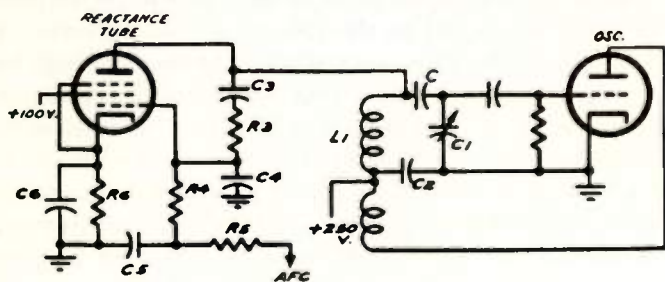 REACTANCE
TUBE
OSC.
+100V.
C3
R3
C4
C6
R6
R4
C5
R5
AFC
C
L1
C1
C2
+250
V.